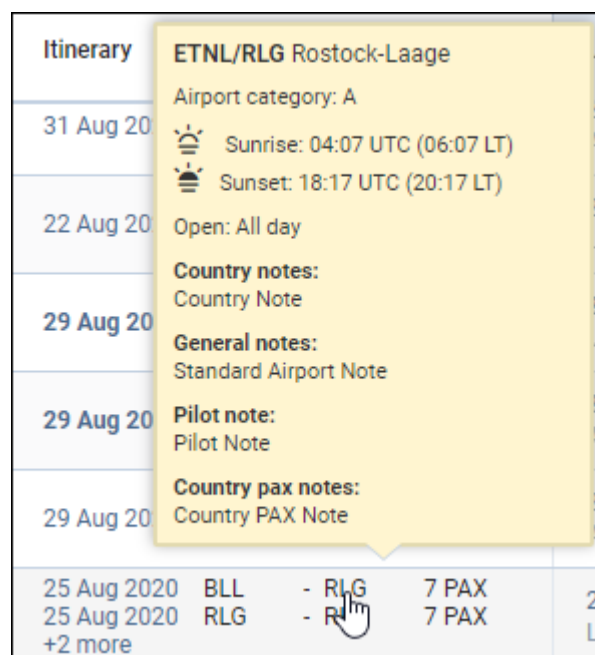 Itinerary
ETNL/RLG Rostock-Laage
Airport category: A
31 Aug 20
Sunrise: 04:07 UTC (06:07 LT)
Sunset: 18:17 UTC (20:17 LT)
22 Aug 20
Open: All day
Country notes:
Country Note
29 Aug 20
General notes:
Standard Airport Note
29 Aug 20
Pilot note:
Pilot Note
Country pax notes:
29 Aug 20
Country PAX Note
25 Aug 2020 BLL - RLG 7 PAX
25 Aug 2020 RLG - 7 PAX
+2 more
2
L